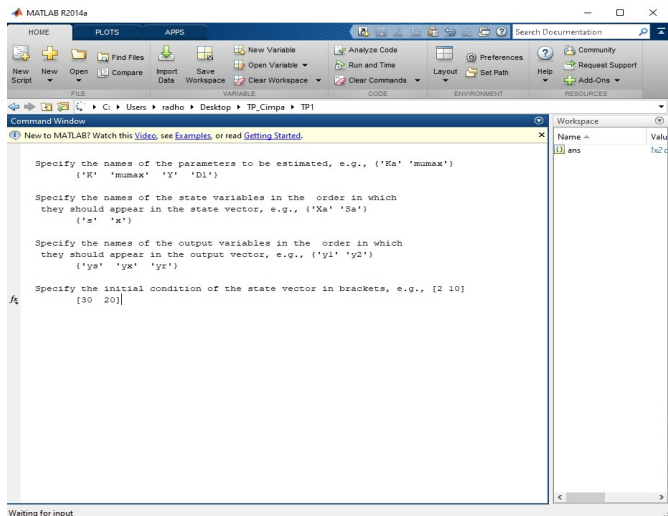 MATLAB R2014a
HOME PLOTS APPS
Search Documentation
New Script
New
Open
Find Files
Compare
Import Data
Save Workspace
New Variable
Open Variable
Clear Workspace
Analyze Code
Run and Time
Clear Commands
Layout
Preferences
Set Path
Help
Community
Request Support
Add-Ons
FILE VARIABLE CODE ENVIRONMENT RESOURCES
C: Users radho Desktop TP_Cimpa TP1
Command Window
New to MATLAB? Watch this Video, see Examples, or read Getting Started.
Specify the names of the parameters to be estimated, e.g., {'Ka' 'mumax'}
{'K' 'mumax' 'Y' 'D1'}
Specify the names of the state variables in the order in which
they should appear in the state vector, e.g., {'Xa' 'Sa'}
{'s' 'x'}
Specify the names of the output variables in the order in which
they should appear in the output vector, e.g., {'y1' 'y2'}
{'ys' 'yx' 'yr'}
Specify the initial condition of the state vector in brackets, e.g., [2 10]
fx [30 20]
Workspace
Name Valu
ans 1x2 c
Waiting for input